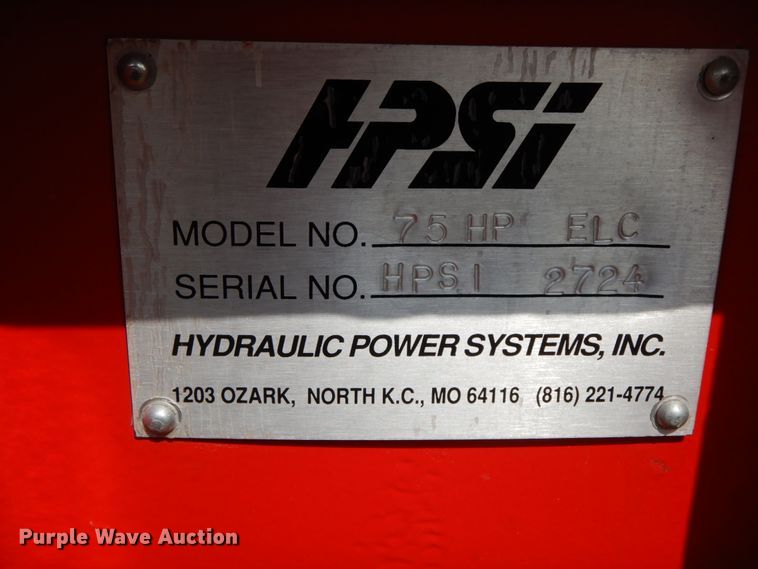 HPSi
MODEL NO. 75 HP ELC
SERIAL NO. HPSI 2724
HYDRAULIC POWER SYSTEMS, INC.
1203 OZARK, NORTH K.C., MO 64116 (816) 221-4774
Purple Wave Auction